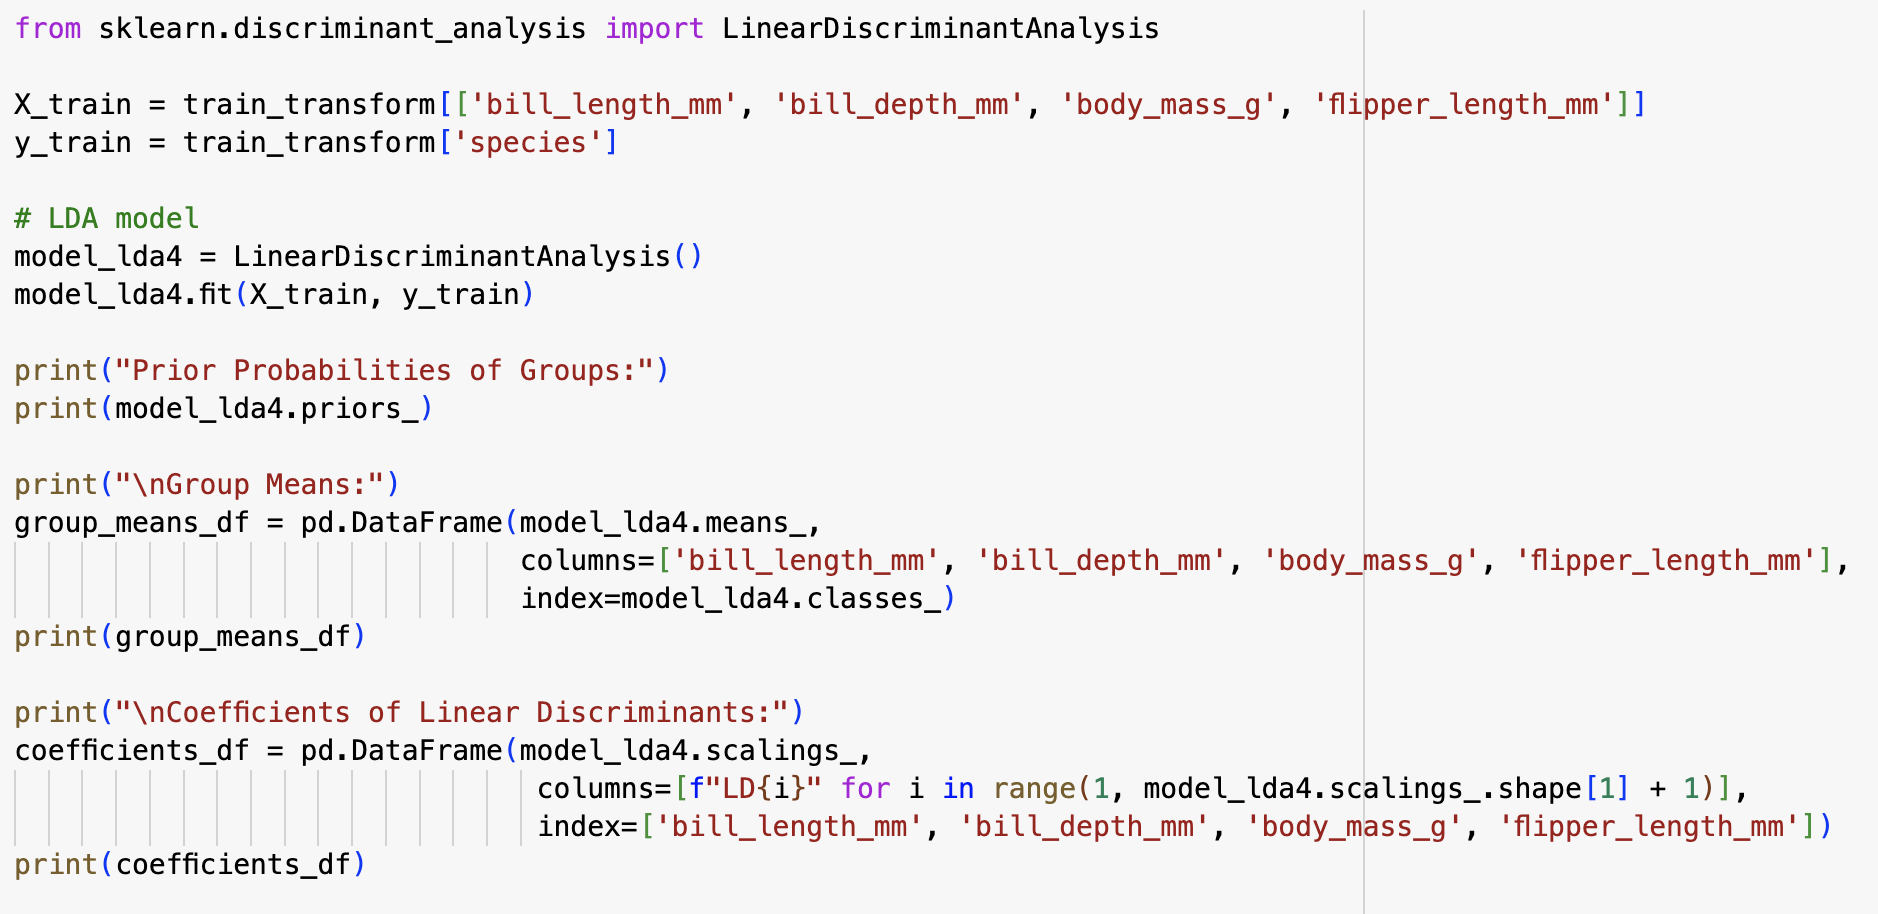 from sklearn.discriminant_analysis import LinearDiscriminantAnalysis
X_train = train_transform[['bill_length_mm', 'bill_depth_mm', 'body_mass_g', 'flipper_length_mm']]
y_train = train_transform['species']
# LDA model
model_lda4 = LinearDiscriminantAnalysis()
model_lda4.fit(X_train, y_train)
print("Prior Probabilities of Groups:")
print(model_lda4.priors_)
print("\nGroup Means:")
group_means_df = pd.DataFrame(model_lda4.means_,
columns=['bill_length_mm', 'bill_depth_mm', 'body_mass_g', 'flipper_length_mm'],
index=model_lda4.classes_)
print(group_means_df)
print("\nCoefficients of Linear Discriminants:")
coefficients_df = pd.DataFrame(model_lda4.scalings_,
columns=[f"LD{i}" for i in range(1, model_lda4.scalings_.shape[1] + 1)],
index=['bill_length_mm', 'bill_depth_mm', 'body_mass_g', 'flipper_length_mm'])
print(coefficients_df)